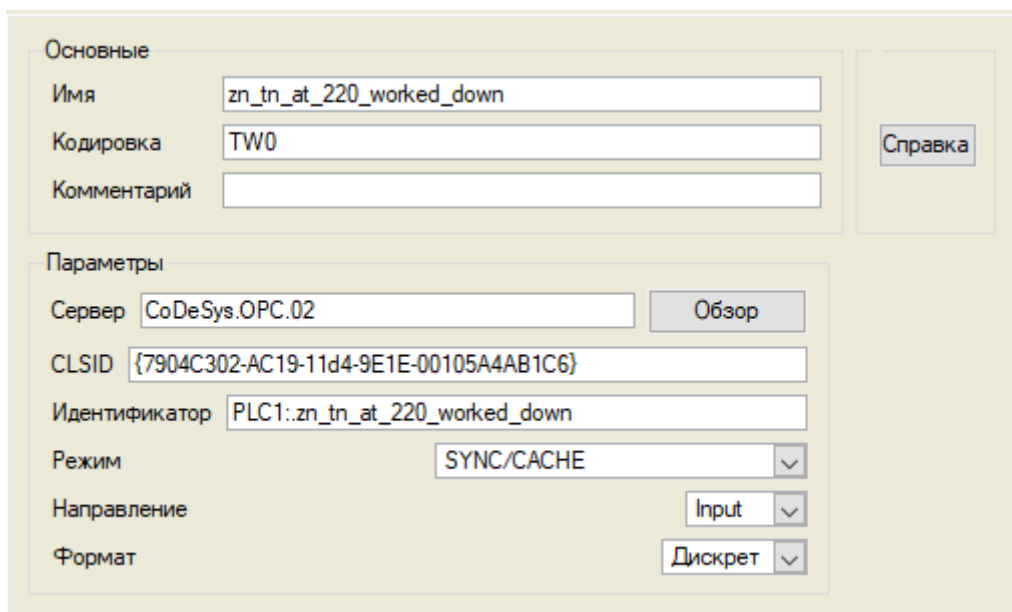 Основные
Имя zn_tn_at_220_worked_down
Кодировка TW0
Справка
Комментарий
Параметры
Сервер CoDeSys.OPC.02 Обзор
CLSID {7904C302-AC19-11d4-9E1E-00105A4AB1C6}
Идентификатор PLC1:.zn_tn_at_220_worked_down
Режим SYNC/CACHE
Направление Input
Формат Дискрет